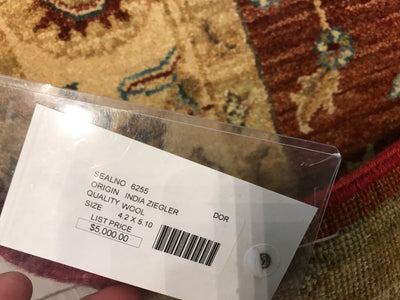 SEALNO 6255
ORIGIN INDIA ZIEGLER DOR
QUALITY WOOL
SIZE 4.2 X 5.10
LIST PRICE
$5,000.00